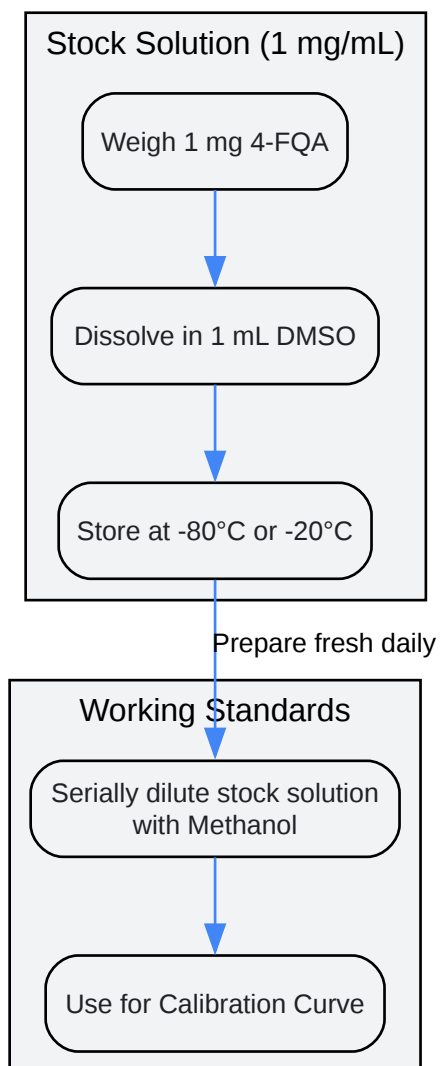 Stock Solution (1 mg/mL)
Weigh 1 mg 4-FQA
Dissolve in 1 mL DMSO
Store at -80°C or -20°C
Prepare fresh daily
Working Standards
Serially dilute stock solution
with Methanol
Use for Calibration Curve